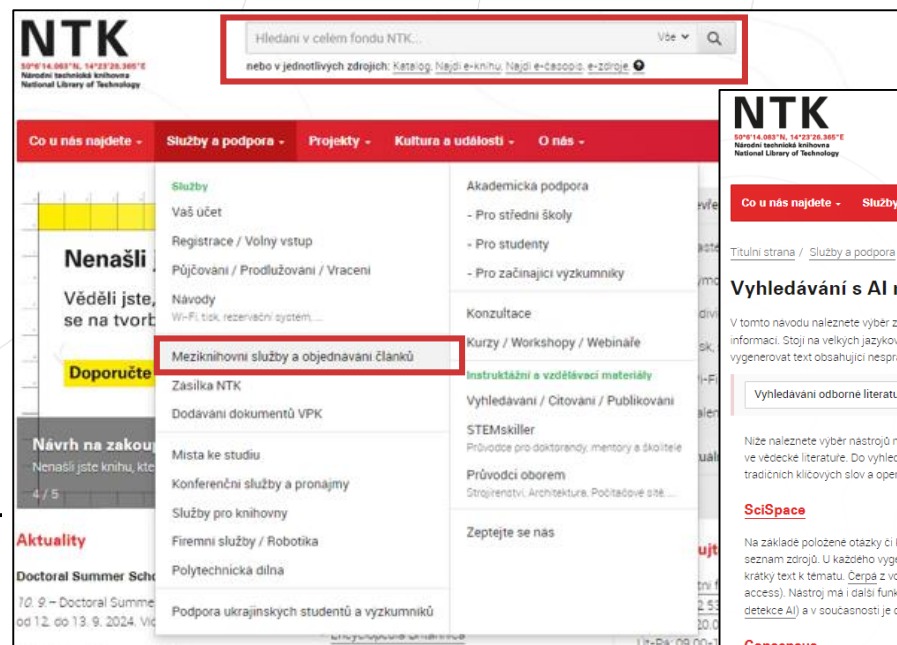 NTK
50°6'14.083"N, 14°23'26.365"E
Národní technická knihovna
National Library of Technology
Hledání v celém fondu NTK...
Vše
nebo v jednotlivých zdrojích: Katalog, Najdi e-knihu, Najdi e-časopis, e-zdroje
Co u nás najdete
Služby a podpora
Projekty
Kultura a události
O nás
Služby
Váš účet
Registrace / Volný vstup
Půjčování / Prodlužování / Vracení
Návody
Wi-Fi, tisk, rezervační systém, ...
Meziknihovní služby a objednávání článků
Zásilka NTK
Dodávání dokumentů VPK
Místa ke studiu
Konferenční služby a pronájmy
Služby pro knihovny
Firemní služby / Robotika
Polytechnická dílna
Podpora ukrajinských studentů a výzkumníků
Akademická podpora
- Pro střední školy
- Pro studenty
- Pro začínající výzkumníky
Konzultace
Kurzy / Workshopy / Webináře
Instruktážní a vzdělávací materiály
Vyhledávání / Citování / Publikování
STEMskiller
Průvodce pro doktorandy, mentory a školitele
Průvodci oborem
Strojírenství, Architektura, Počítačové sítě, ...
Zeptejte se nás
Nenašli
Věděli jste,
se na tvorb
Doporučte
Návrh na zakou
Nenašli jste knihu, kte
4 / 5
Aktuality
Doctoral Summer Scho
10. 9. – Doctoral Summe
od 12. do 13. 9. 2024. Víc
Encyclopedia Britannica
NTK
50°6'14.083"N, 14°23'26.365"E
Národní technická knihovna
National Library of Technology
Co u nás najdete
Služby
Titulní strana / Služby a podpora
Vyhledávání s AI
V tomto návodu naleznete výběr z
informací. Stojí na velkých jazykov
vygenerovat text obsahující nesprá
Vyhledávání odborné literatu
Níže naleznete výběr nástrojů
ve vědecké literatuře. Do vyhled
tradičních klíčových slov a oper
SciSpace
Na základě položené otázky či
seznam zdrojů. U každého vyge
krátký text k tématu. Čerpá z vo
access). Nástroj má i další funk
detekce AI) a v současnosti je
Consensus